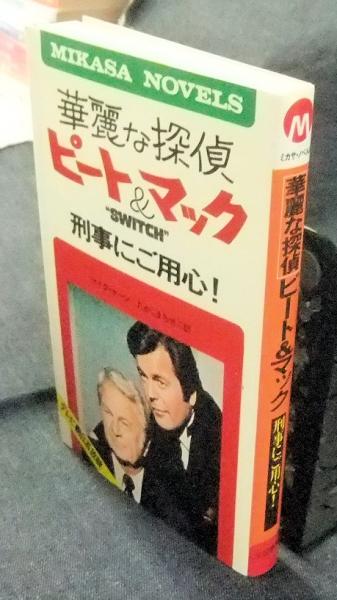 MIKASA NOVELS
華麗な探偵
ピート&マック
"SWITCH"
刑事にご用心！
M
ミカサ・ノベルス
華麗な探偵ピート&マック 刑事にご用心！